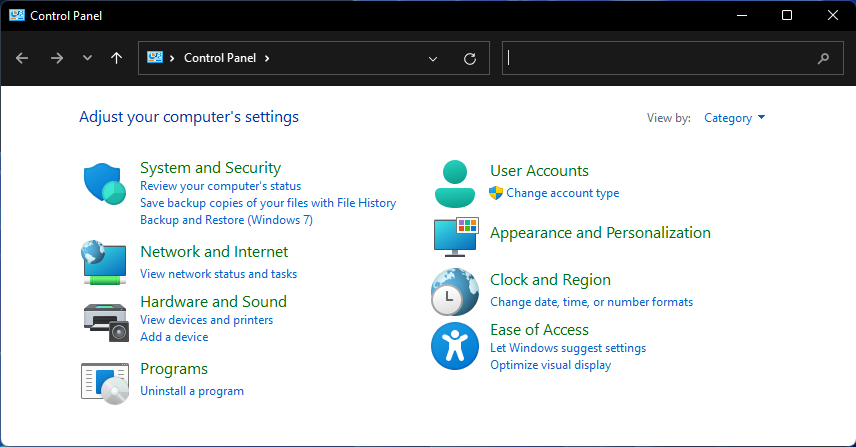 Control Panel
Control Panel
Adjust your computer's settings
View by: Category
System and Security
Review your computer's status
Save backup copies of your files with File History
Backup and Restore (Windows 7)
Network and Internet
View network status and tasks
Hardware and Sound
View devices and printers
Add a device
Programs
Uninstall a program
User Accounts
Change account type
Appearance and Personalization
Clock and Region
Change date, time, or number formats
Ease of Access
Let Windows suggest settings
Optimize visual display